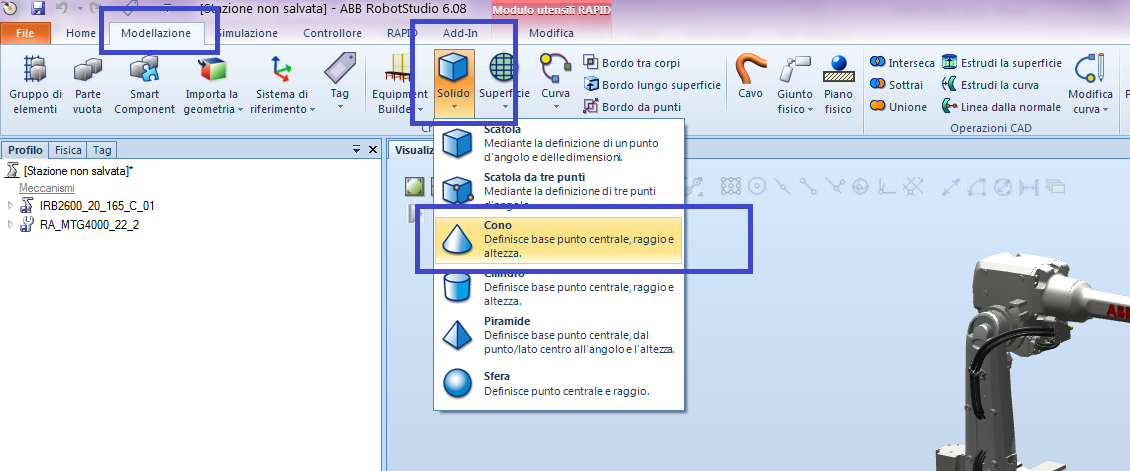 [Stazione non salvata] - ABB RobotStudio 6.08
Modulo utensili RAPID
File Home Modellazione Simulazione Controllore RAPID Add-In Modifica
Gruppo di elementi
Parte vuota
Smart Component
Importa la geometria
Sistema di riferimento
Tag
Equipment Builder
Solido
Superficie
Curva
Bordo tra corpi
Bordo lungo superficie
Bordo da punti
Cavo
Giunto fisico
Piano fisico
Interseca
Sottrai
Unione
Estrudi la superficie
Estrudi la curva
Linea dalla normale
Modifica curva
Operazioni CAD
Profilo Fisica Tag
[Stazione non salvata]*
Meccanismi
IRB2600_20_165_C_01
RA_MTG4000_22_2
Scatola
Mediante la definizione di un punto
d'angolo e delle dimensioni.
Scatola da tre punti
Mediante la definizione di tre punti
d'angolo.
Cono
Definisce base punto centrale, raggio e
altezza.
Cilindro
Definisce base punto centrale, raggio e
altezza.
Piramide
Definisce base punto centrale, dal
punto/lato centro all'angolo e l'altezza.
Sfera
Definisce punto centrale e raggio.